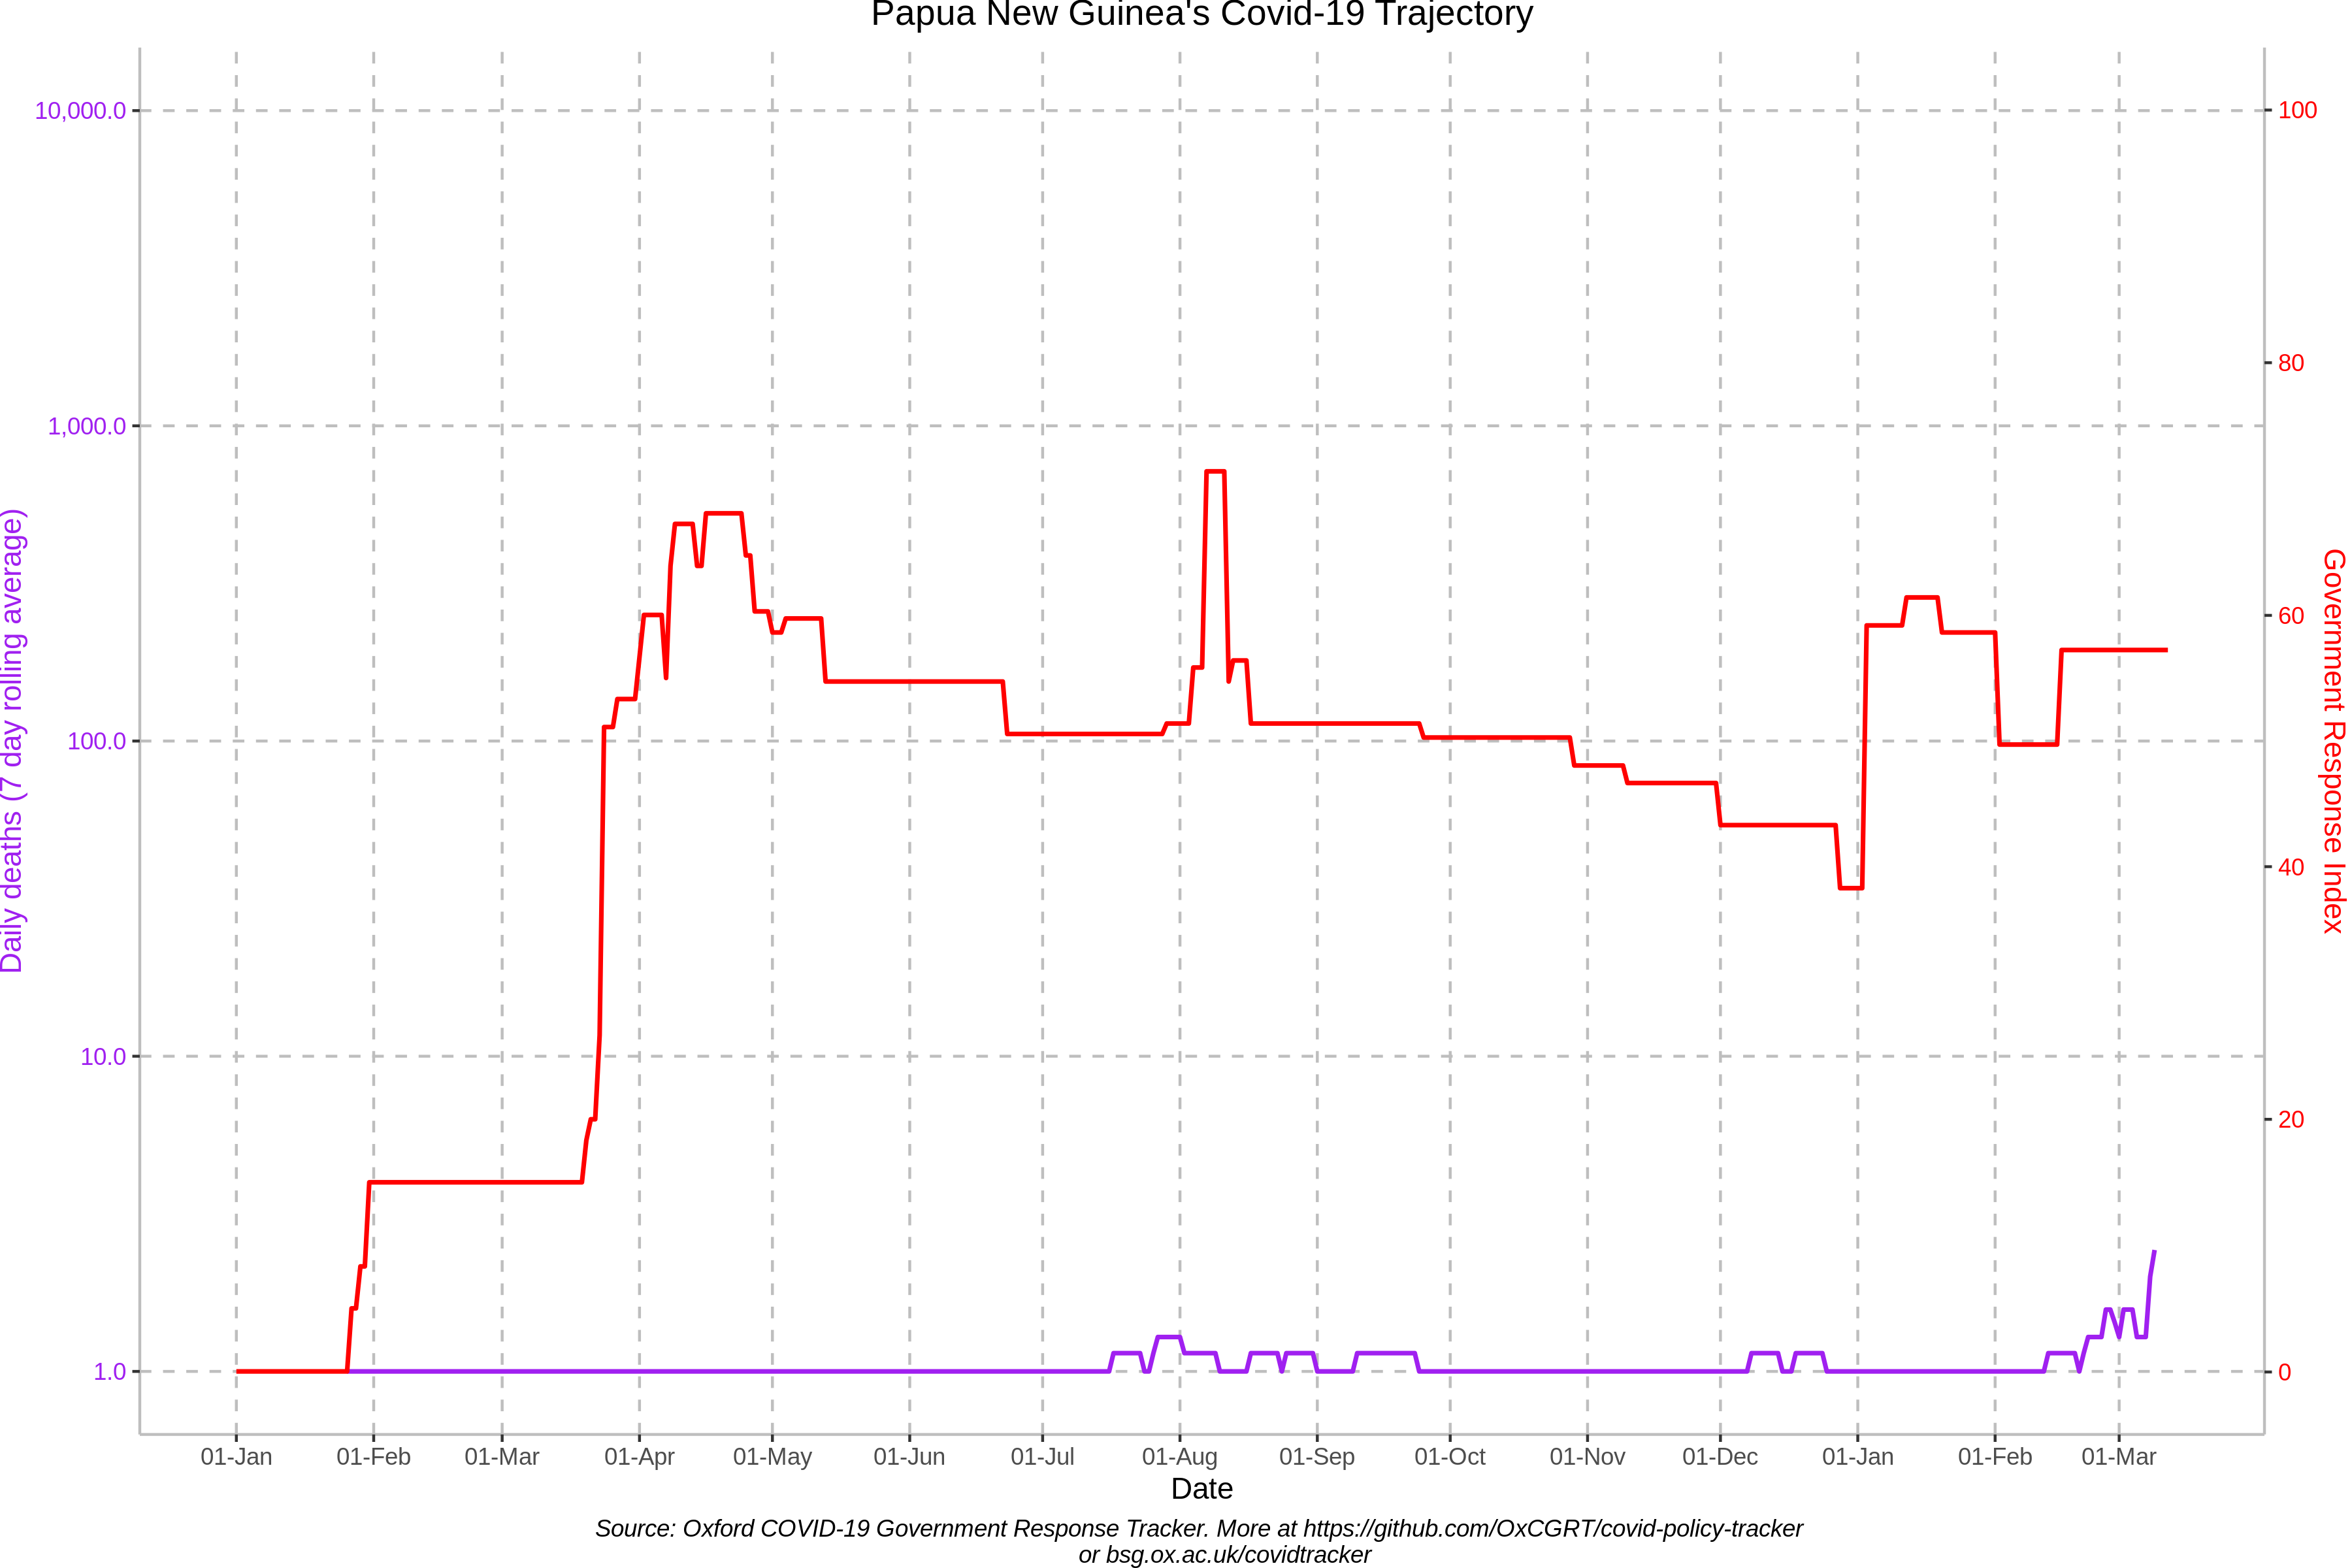 Papua New Guinea's Covid-19 Trajectory
10,000.0
1,000.0
100.0
10.0
1.0
Daily deaths (7 day rolling average)
100
80
60
40
20
0
Government Response Index
01-Jan 01-Feb 01-Mar 01-Apr 01-May 01-Jun 01-Jul 01-Aug 01-Sep 01-Oct 01-Nov 01-Dec 01-Jan 01-Feb 01-Mar
Date
Source: Oxford COVID-19 Government Response Tracker. More at https://github.com/OxCGRT/covid-policy-tracker
or bsg.ox.ac.uk/covidtracker